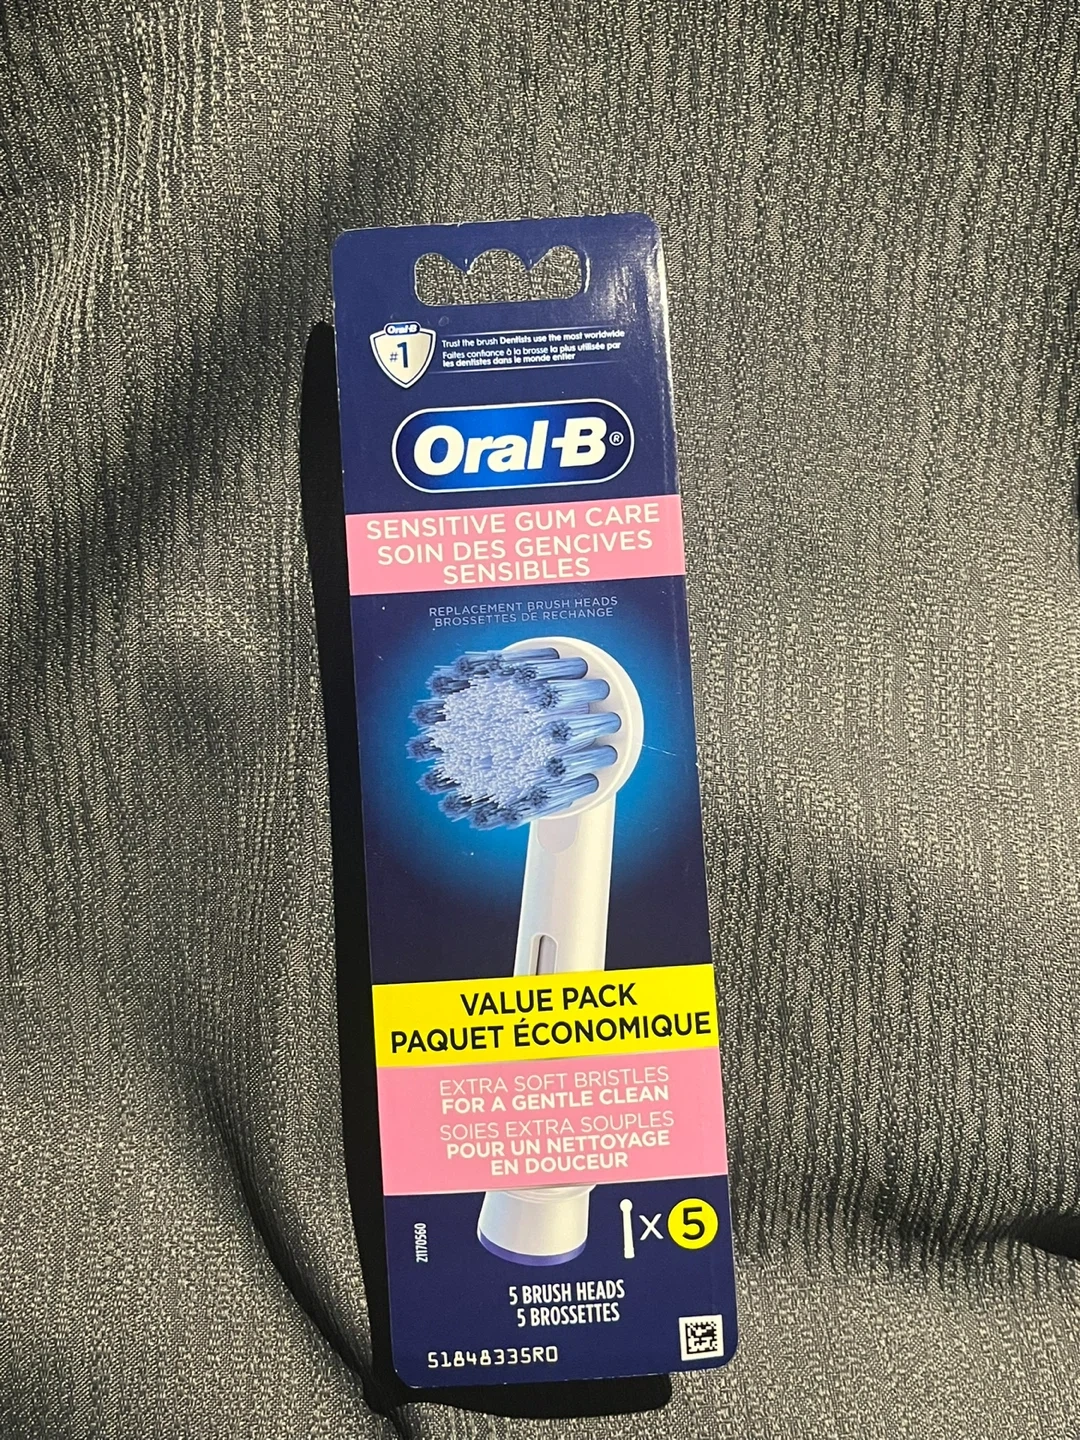 Oral-B
#1
Trust the brush Dentists use the most worldwide
Faites confiance à la brosse la plus utilisée par
les dentistes dans le monde entier
Oral-B®
SENSITIVE GUM CARE
SOIN DES GENCIVES
SENSIBLES
REPLACEMENT BRUSH HEADS
BROSSETTES DE RECHANGE
VALUE PACK
PAQUET ÉCONOMIQUE
EXTRA SOFT BRISTLES
FOR A GENTLE CLEAN
SOIES EXTRA SOUPLES
POUR UN NETTOYAGE
EN DOUCEUR
21170560
X 5
5 BRUSH HEADS
5 BROSSETTES
51848335RO